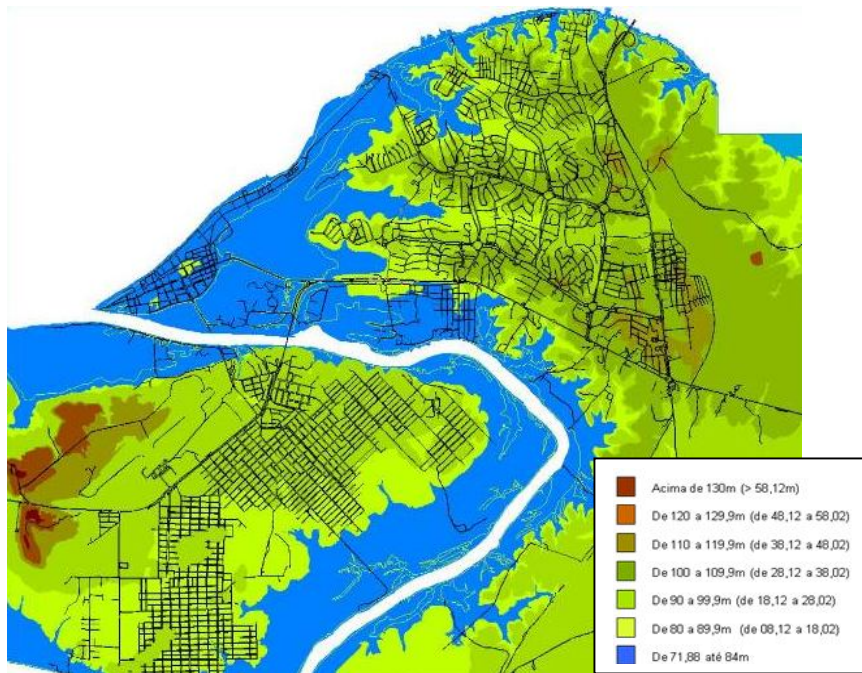 Acima de 130m (> 58,12m)
De 120 a 129,9m (de 48,12 a 58,02)
De 110 a 119,9m (de 38,12 a 48,02)
De 100 a 109,9m (de 28,12 a 38,02)
De 90 a 99,9m (de 18,12 a 28,02)
De 80 a 89,9m (de 08,12 a 18,02)
De 71,88 até 84m